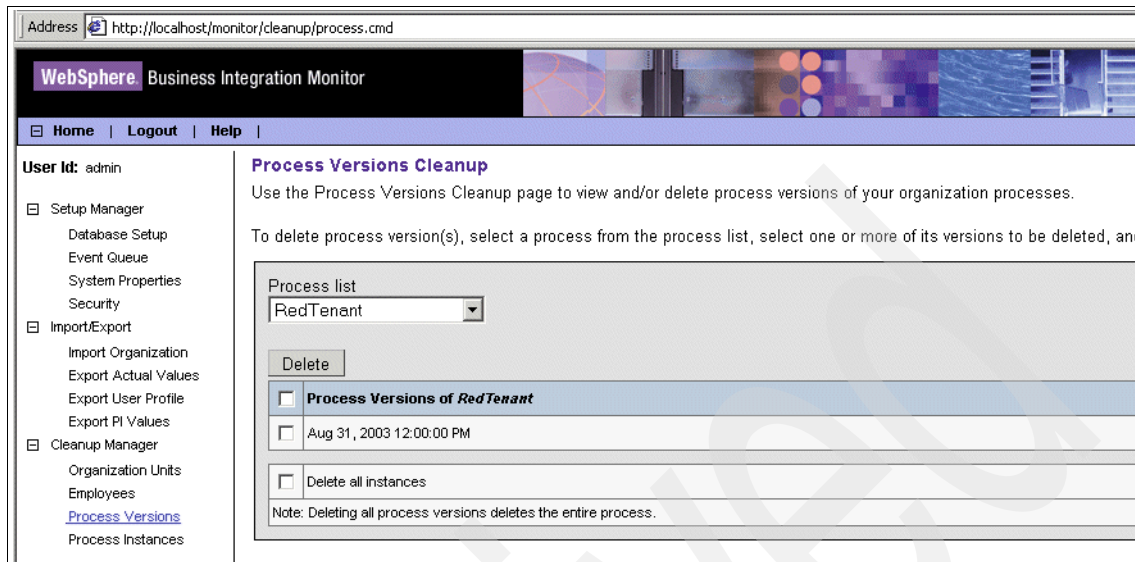 Address http://localhost/monitor/cleanup/process.cmd
WebSphere. Business Integration Monitor
Home | Logout | Help |
User Id: admin
Setup Manager
Database Setup
Event Queue
System Properties
Security
Import/Export
Import Organization
Export Actual Values
Export User Profile
Export PI Values
Cleanup Manager
Organization Units
Employees
Process Versions
Process Instances
Process Versions Cleanup
Use the Process Versions Cleanup page to view and/or delete process versions of your organization processes.
To delete process version(s), select a process from the process list, select one or more of its versions to be deleted,
Process list
RedTenant
Delete
Process Versions of RedTenant
Aug 31, 2003 12:00:00 PM
Delete all instances
Note: Deleting all process versions deletes the entire process.